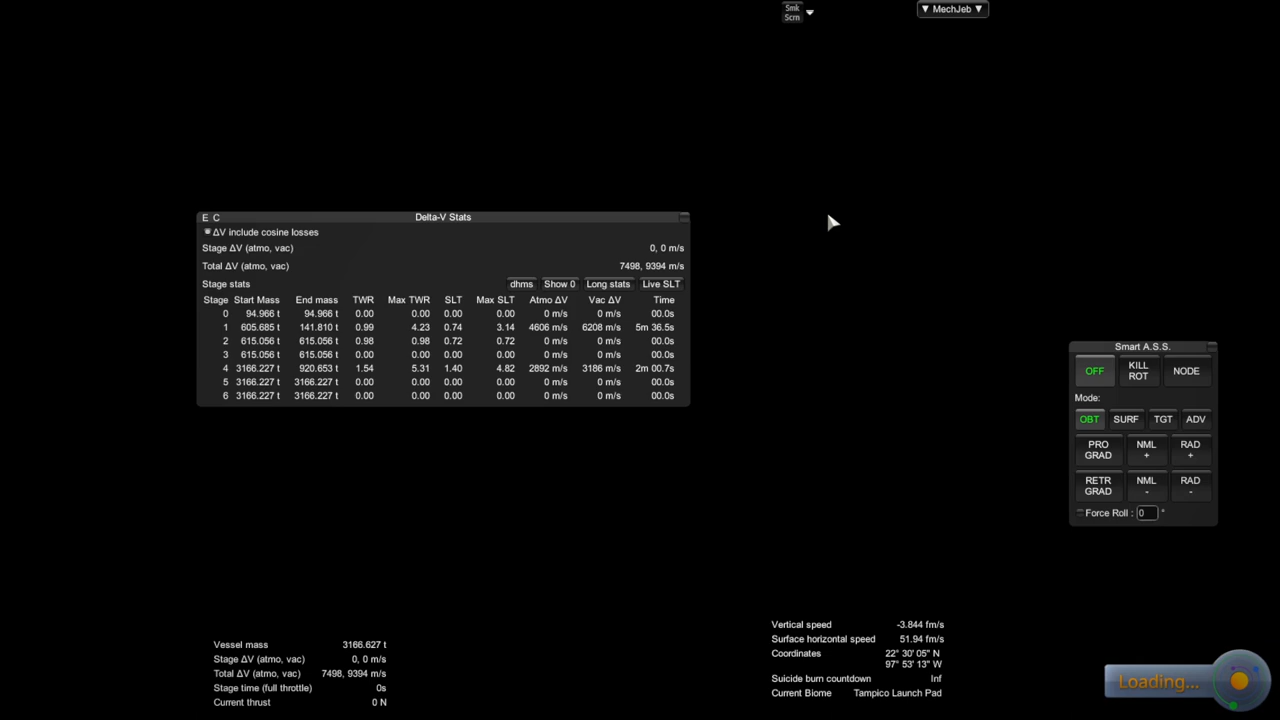 Smk
Scrn
▼ MechJeb ▼
E C Delta-V Stats
ΔV include cosine losses
Stage ΔV (atmo, vac) 0, 0 m/s
Total ΔV (atmo, vac) 7498, 9394 m/s
Stage stats dhms Show 0 Long stats Live SLT
Stage Start Mass End mass TWR Max TWR SLT Max SLT Atmo ΔV Vac ΔV Time
0 94.966 t 94.966 t 0.00 0.00 0.00 0.00 0 m/s 0 m/s 00.0s
1 605.685 t 141.810 t 0.99 4.23 0.74 3.14 4606 m/s 6208 m/s 5m 36.5s
2 615.056 t 615.056 t 0.98 0.98 0.72 0.72 0 m/s 0 m/s 00.0s
3 615.056 t 615.056 t 0.00 0.00 0.00 0.00 0 m/s 0 m/s 00.0s
4 3166.227 t 920.653 t 1.54 5.31 1.40 4.82 2892 m/s 3186 m/s 2m 00.7s
5 3166.227 t 3166.227 t 0.00 0.00 0.00 0.00 0 m/s 0 m/s 00.0s
6 3166.227 t 3166.227 t 0.00 0.00 0.00 0.00 0 m/s 0 m/s 00.0s
Smart A.S.S.
OFF KILL ROT NODE
Mode:
OBT SURF TGT ADV
PRO GRAD NML + RAD +
RETR GRAD NML - RAD -
Force Roll : 0 °
Vessel mass 3166.627 t
Stage ΔV (atmo, vac) 0, 0 m/s
Total ΔV (atmo, vac) 7498, 9394 m/s
Stage time (full throttle) 0s
Current thrust 0 N
Vertical speed -3.844 fm/s
Surface horizontal speed 51.94 fm/s
Coordinates 22° 30' 05" N
97° 53' 13" W
Suicide burn countdown Inf
Current Biome Tampico Launch Pad
Loading...